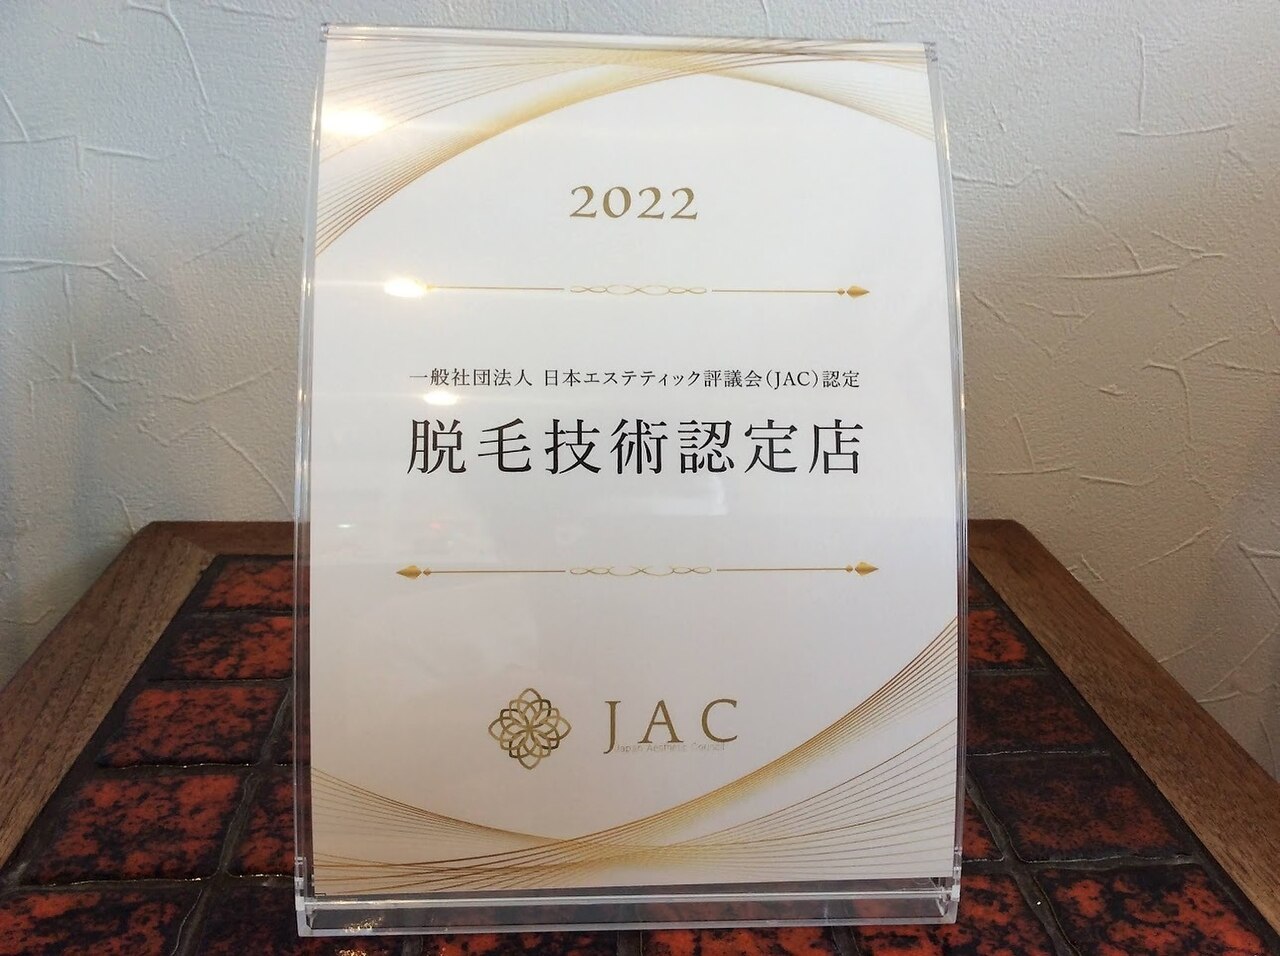 2022
一般社団法人 日本エステティック評議会(JAC)認定
脱毛技術認定店
JAC
Japan Aesthetic Council